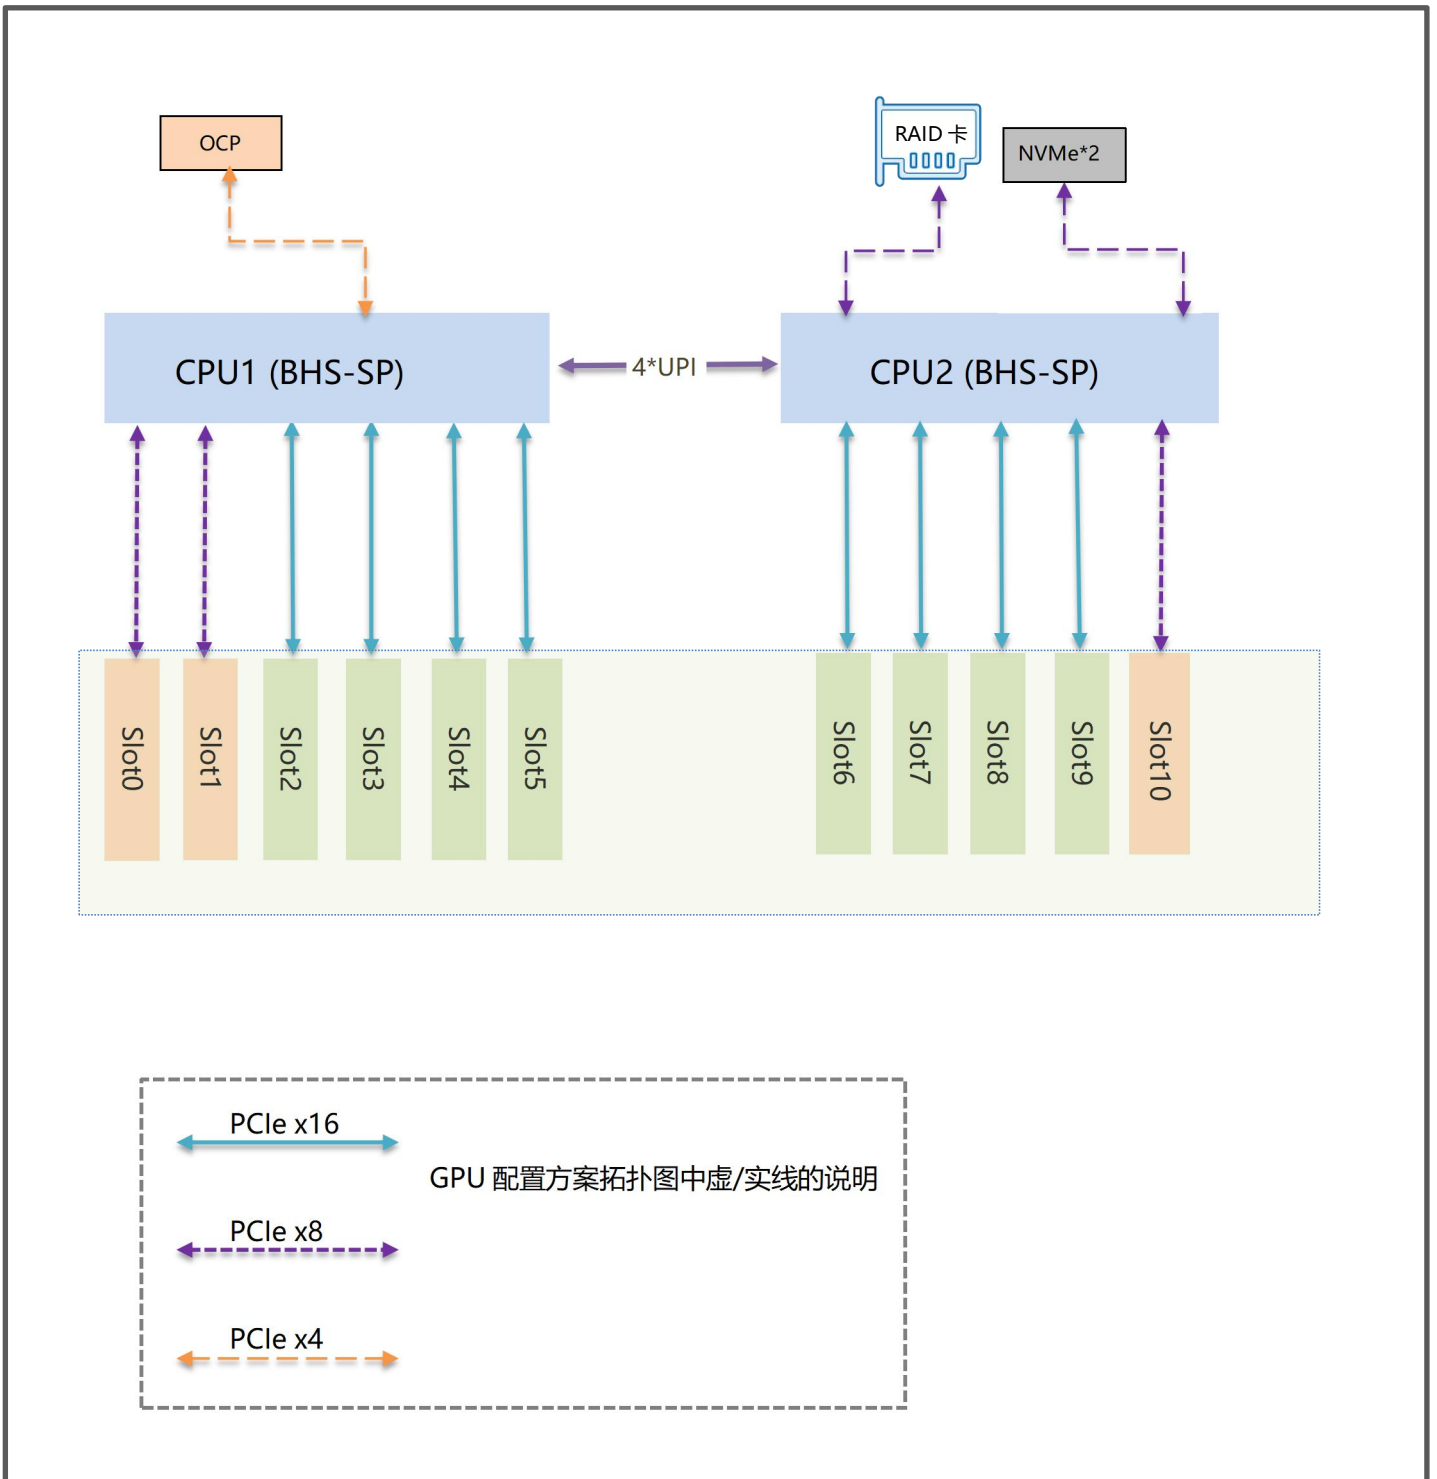 OCP
RAID 卡
NVMe*2
CPU1 (BHS-SP)
4*UPI
CPU2 (BHS-SP)
Slot0
Slot1
Slot2
Slot3
Slot4
Slot5
Slot6
Slot7
Slot8
Slot9
Slot10
PCIe x16
GPU 配置方案拓扑图中虚/实线的说明
PCIe x8
PCIe x4